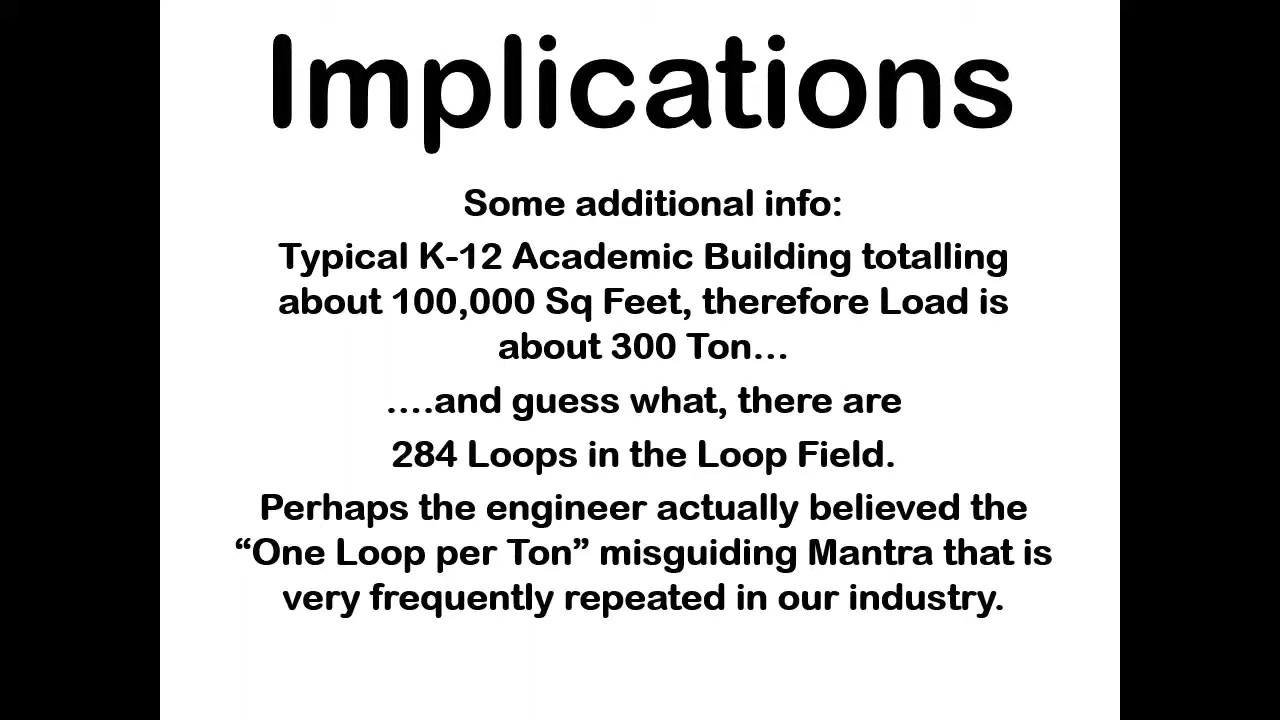 Implications
Some additional info:
Typical K-12 Academic Building totalling
about 100,000 Sq Feet, therefore Load is
about 300 Ton...
....and guess what, there are
284 Loops in the Loop Field.
Perhaps the engineer actually believed the
“One Loop per Ton” misguiding Mantra that is
very frequently repeated in our industry.